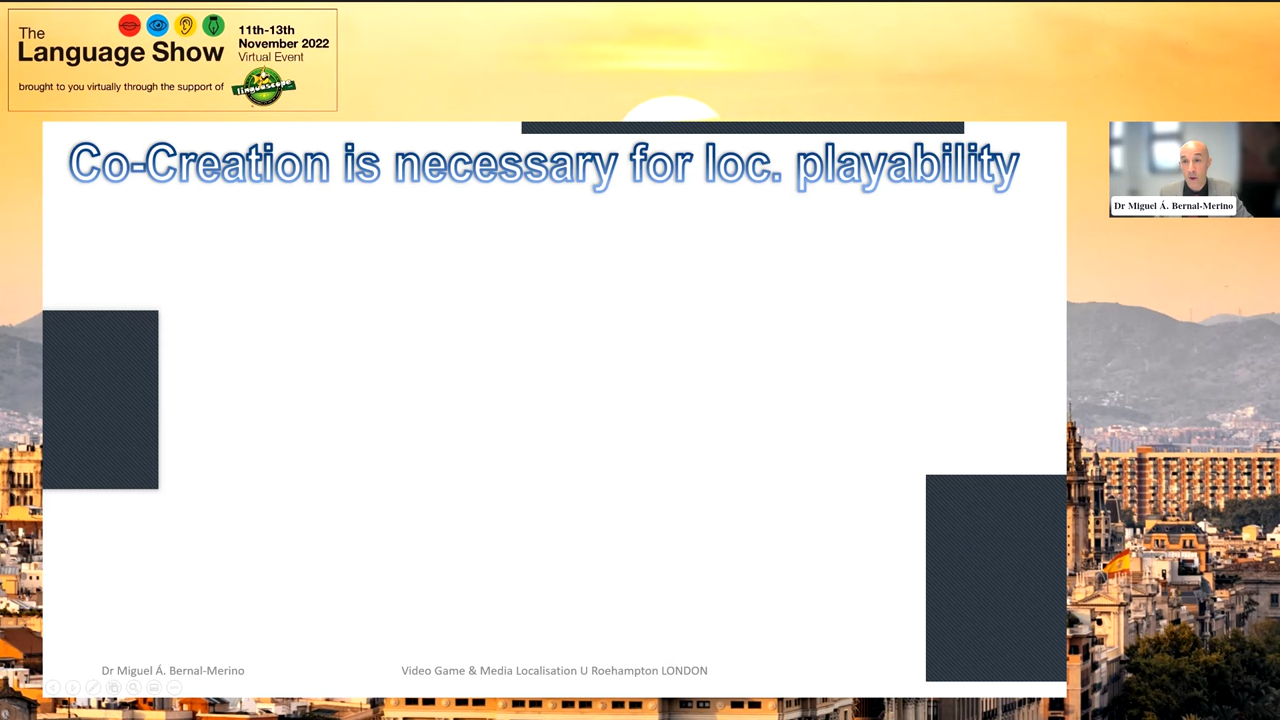 The
Language Show
11th-13th
November 2022
Virtual Event
brought to you virtually through the support of
linguascope
Co-Creation is necessary for loc. playability
Dr Miguel Á. Bernal-Merino
Dr Miguel Á. Bernal-Merino
Video Game & Media Localisation U Roehampton LONDON